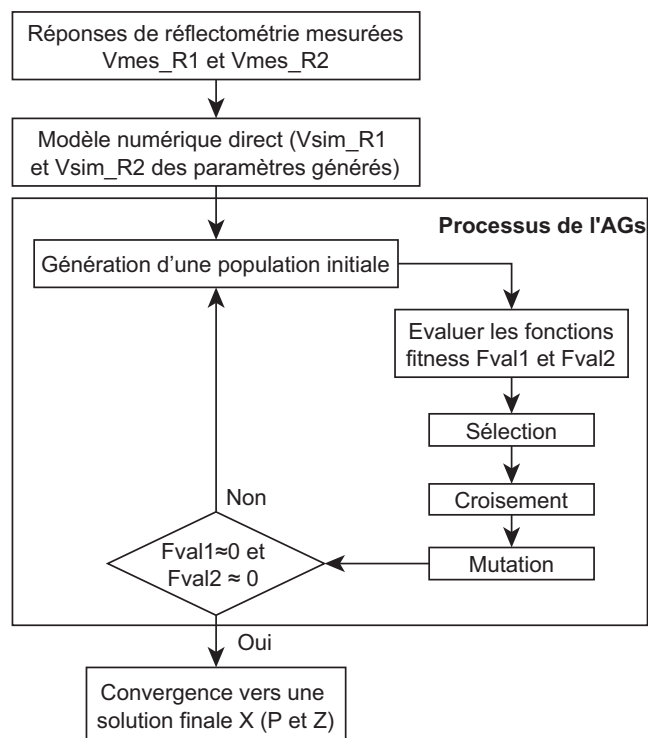 Réponses de réflectométrie mesurées
Vmes_R1 et Vmes_R2
Modèle numérique direct (Vsim_R1
et Vsim_R2 des paramètres générés)
Processus de l'AGs
Génération d'une population initiale
Evaluer les fonctions
fitness Fval1 et Fval2
Sélection
Croisement
Mutation
Non
Fval1≈0 et
Fval2 ≈ 0
Oui
Convergence vers une
solution finale X (P et Z)